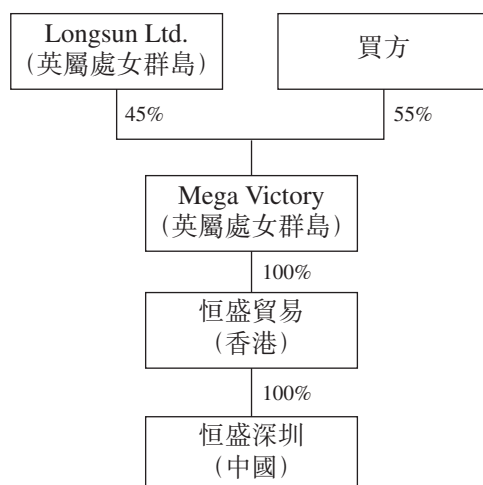 Longsun Ltd.
（英屬處女群島）
買方
45%
55%
Mega Victory
（英屬處女群島）
100%
恒盛貿易
（香港）
100%
恒盛深圳
（中國）